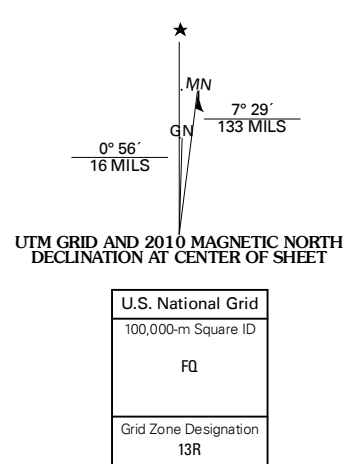 ★
MN
7° 29´
133 MILS
GN
0° 56´
16 MILS
UTM GRID AND 2010 MAGNETIC NORTH
DECLINATION AT CENTER OF SHEET
U.S. National Grid
100,000-m Square ID
FQ
Grid Zone Designation
13R